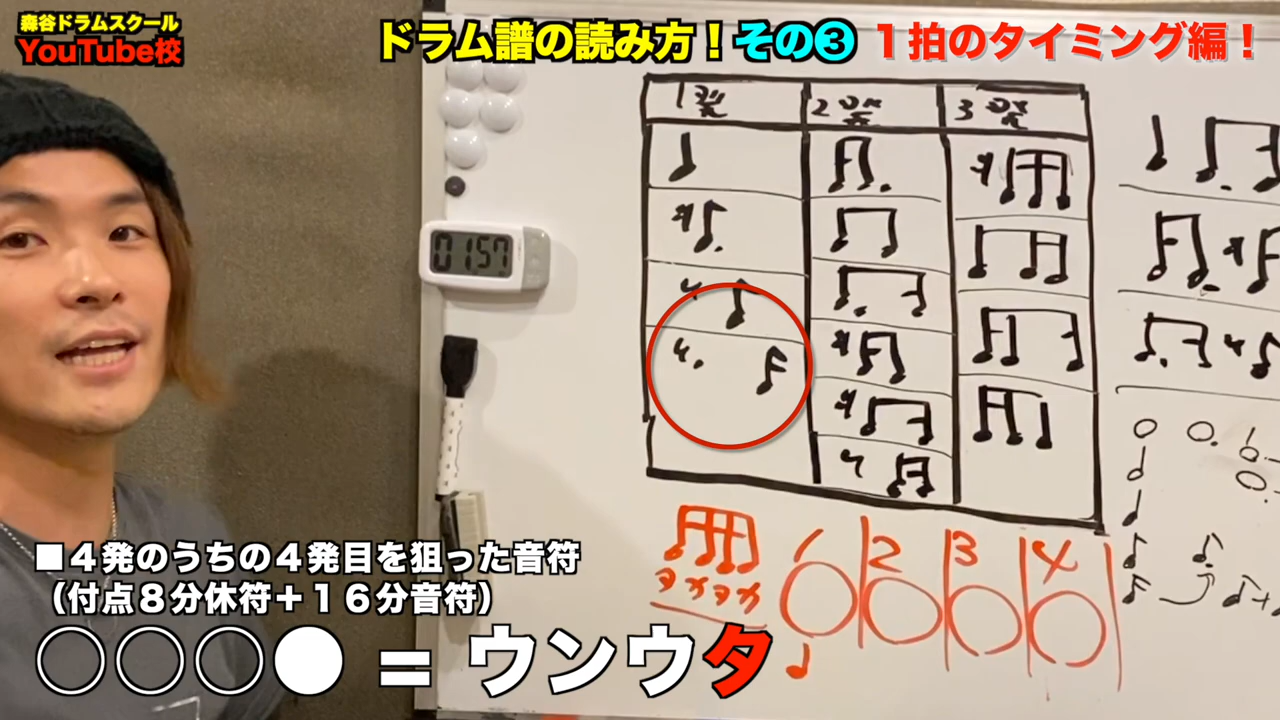 森谷ドラムスクール
YouTube校
ドラム譜の読み方！その③ １拍のタイミング編！
1発
2発
3発
01:57
タカタカ
1 2 3 4
■４発のうちの４発目を狙った音符
（付点８分休符＋１６分音符）
○○○● = ウンウタ